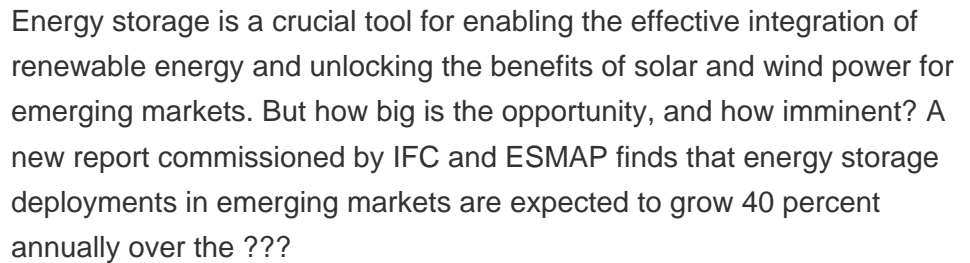 Energy storage is a crucial tool for enabling the effective integration of
renewable energy and unlocking the benefits of solar and wind power for
emerging markets. But how big is the opportunity, and how imminent? A
new report commissioned by IFC and ESMAP finds that energy storage
deployments in emerging markets are expected to grow 40 percent
annually over the ???